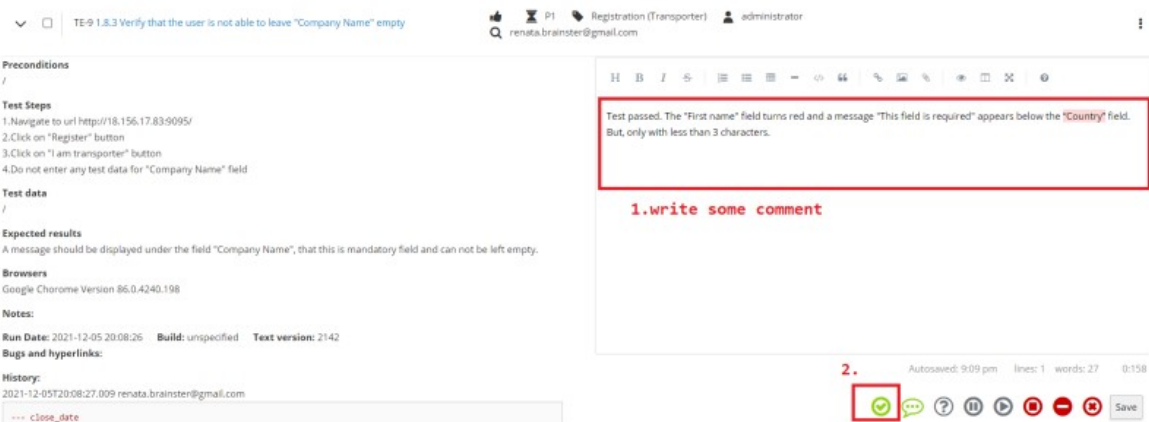 TE-9 1.8.3 Verify that the user is not able to leave "Company Name" empty
P1 Registration (Transporter) administrator
renata.brainster@gmail.com
Preconditions
/
Test Steps
1.Navigate to url http://18.156.17.83:9095/
2.Click on "Register" button
3.Click on "I am transporter" button
4.Do not enter any test data for "Company Name" field
Test data
/
Expected results
A message should be displayed under the field "Company Name", that this is mandatory field and can not be left empty.
Browsers
Google Chorome Version 86.0.4240.198
Notes:
Run Date: 2021-12-05 20:08:26 Build: unspecified Text version: 2142
Bugs and hyperlinks:
History:
2021-12-05T20:08:27.009 renata.brainster@gmail.com
--- close_date
H B I S
Test passed. The "First name" field turns red and a message "This field is required" appears below the "Country" field.
But, only with less than 3 characters.
1.write some comment
Autosaved: 9:09 pm lines: 1 words: 27 0:158
2.
Save